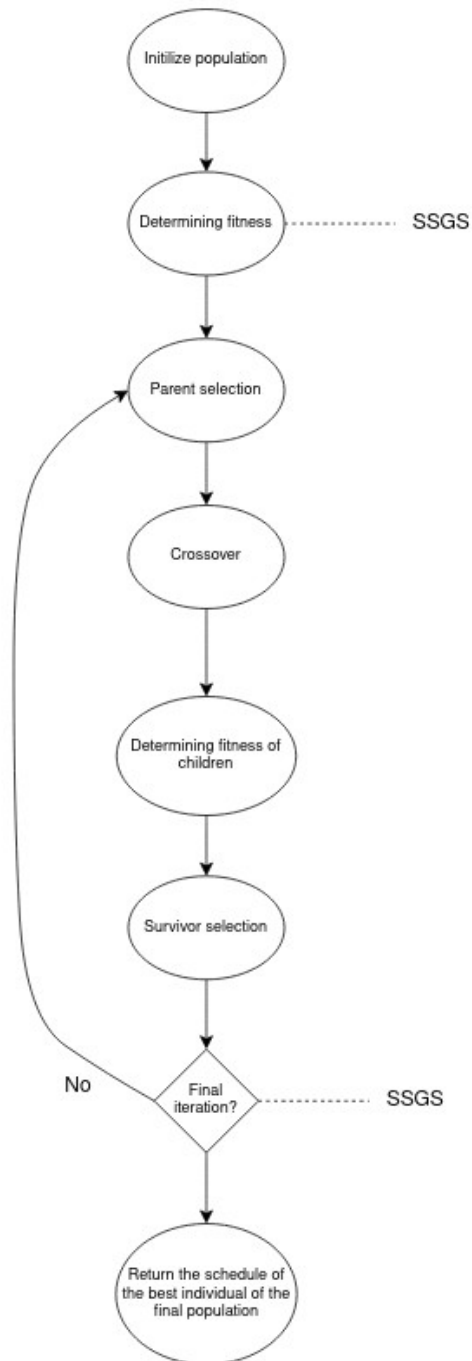 Initilize population
Determining fitness
SSGS
Parent selection
Crossover
Determining fitness of
children
Survivor selection
No
Final
iteration?
SSGS
Return the schedule of
the best individual of the
final population